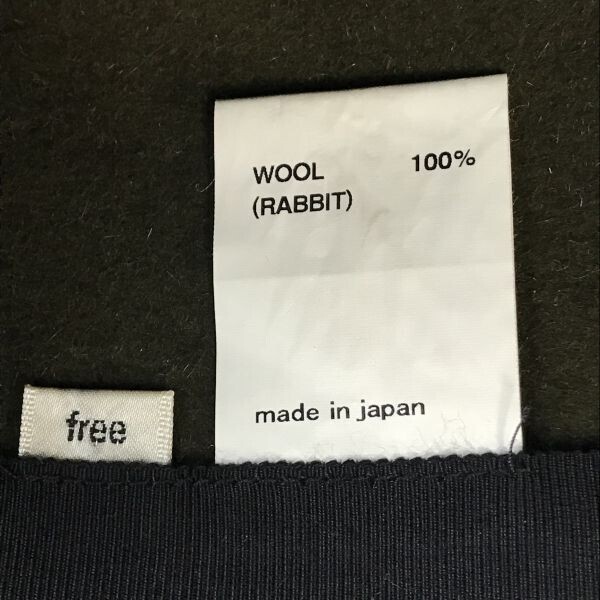 WOOL 100%
(RABBIT)
made in japan
free